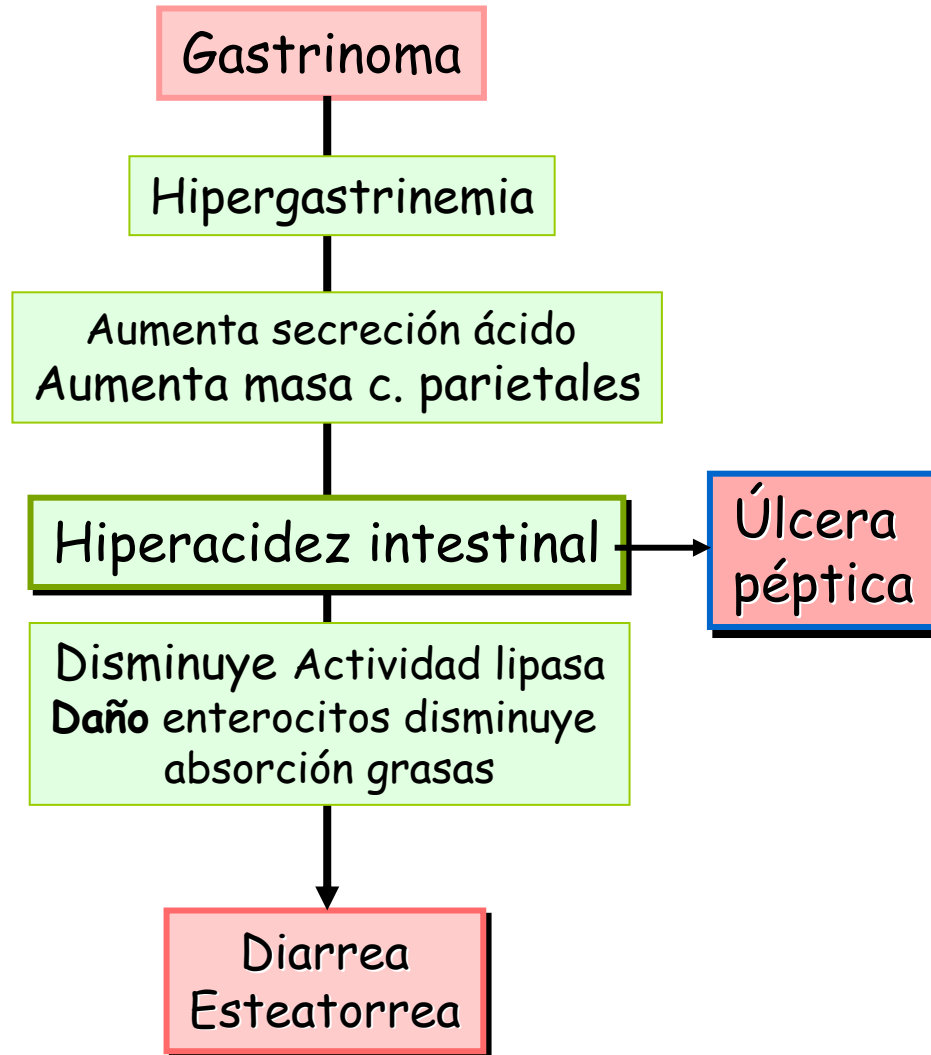 Gastrinoma
Hipergastrinemia
Aumenta secreción ácido
Aumenta masa c. parietales
Hiperacidez intestinal
Úlcera
péptica
Disminuye Actividad lipasa
Daño enterocitos disminuye
absorción grasas
Diarrea
Esteatorrea